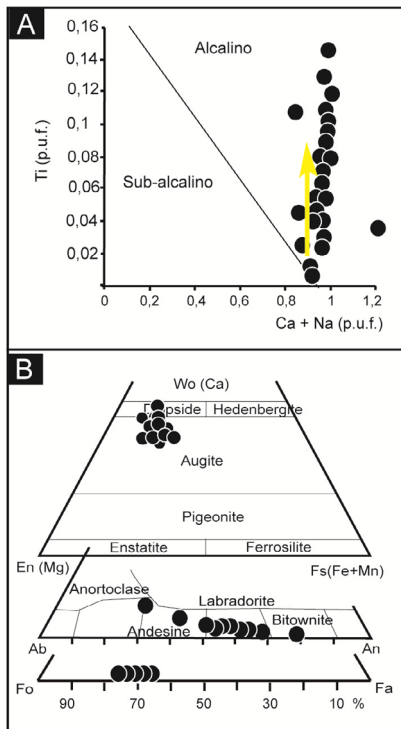 A
0,16
0,14
0,12
0,1
0,08
0,06
0,04
0,02
Ti (p.u.f.)
Alcalino
Sub-alcalino
0 0,2 0,4 0,6 0,8 1 1,2
Ca + Na (p.u.f.)
B
Wo (Ca)
Hedenbergite
Augite
Pigeonite
Enstatite Ferrosilite
En (Mg) Fs(Fe+Mn)
Anortoclase
Labradorite
Bitownite
Andesine
Ab An
Fo Fa
90 70 50 30 10 %